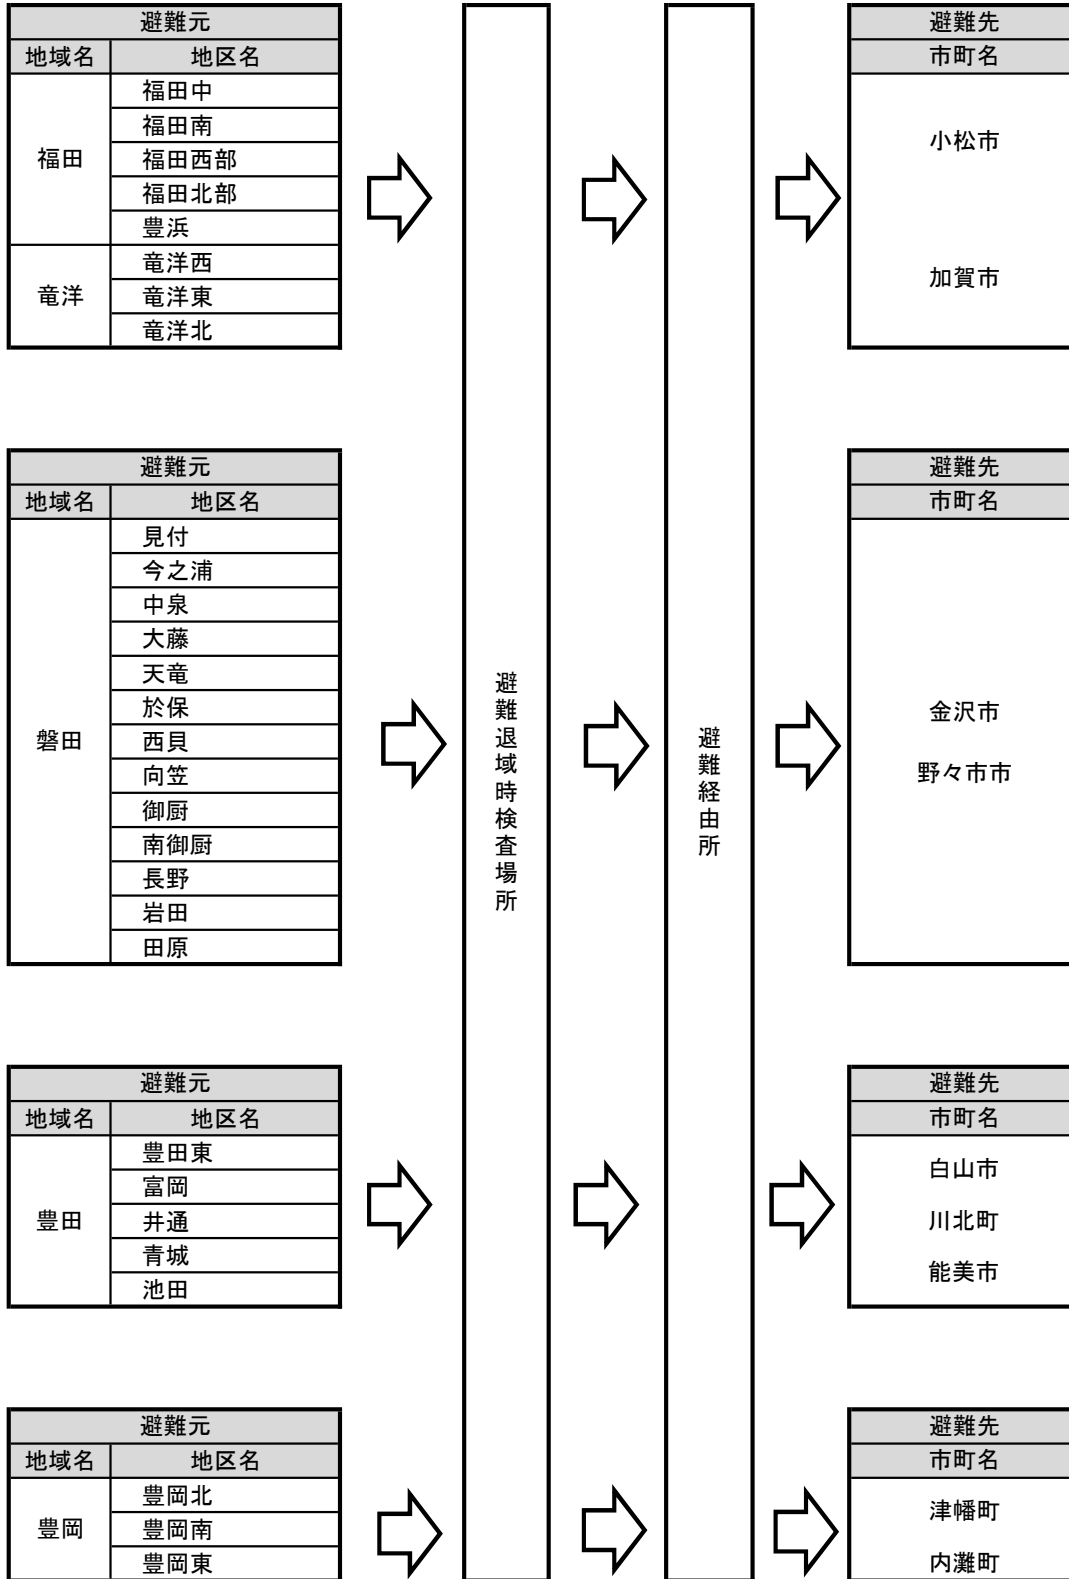 避難元
地域名 地区名
福田
福田中
福田南
福田西部
福田北部
豊浜
竜洋
竜洋西
竜洋東
竜洋北
避難先
市町名
小松市
加賀市
避難元
地域名 地区名
磐田
見付
今之浦
中泉
大藤
天竜
於保
西貝
向笠
御厨
南御厨
長野
岩田
田原
避難退域時検査場所
避難経由所
避難先
市町名
金沢市
野々市市
避難元
地域名 地区名
豊田
豊田東
富岡
井通
青城
池田
避難先
市町名
白山市
川北町
能美市
避難元
地域名 地区名
豊岡
豊岡北
豊岡南
豊岡東
避難先
市町名
津幡町
内灘町